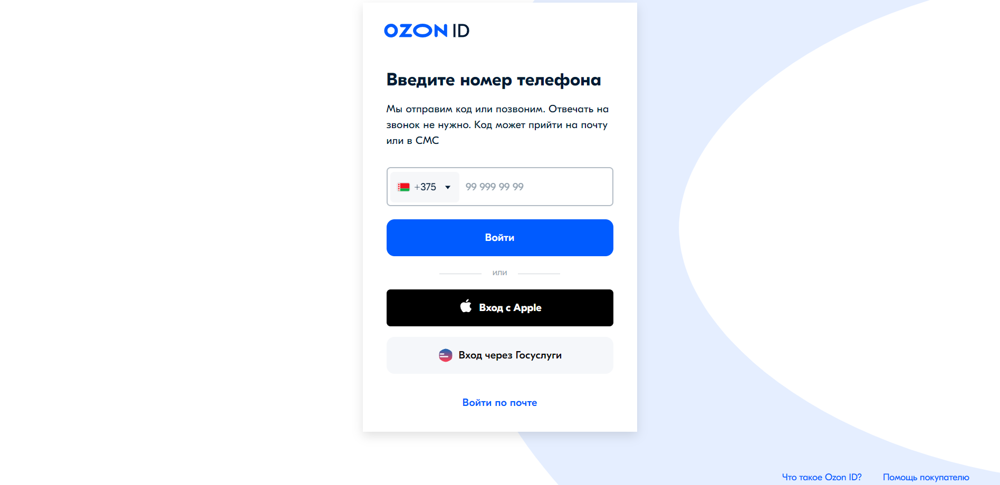 OZON ID
Введите номер телефона
Мы отправим код или позвоним. Отвечать на
звонок не нужно. Код может прийти на почту
или в СМС
+375 99 999 99 99
Войти
или
Вход с Apple
Вход через Госуслуги
Войти по почте
Что такое Ozon ID? Помощь покупателю